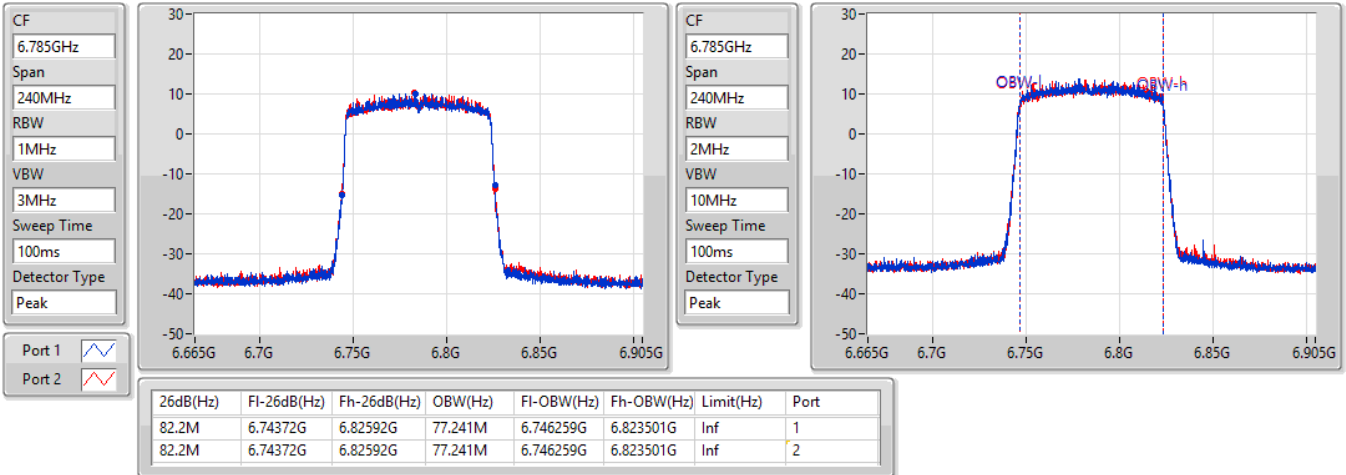 CF
6.785GHz
Span
240MHz
RBW
1MHz
VBW
3MHz
Sweep Time
100ms
Detector Type
Peak
Port 1
Port 2
30
20
10
0
-10
-20
-30
-40
-50
6.665G 6.7G 6.75G 6.8G 6.85G 6.905G
CF
6.785GHz
Span
240MHz
RBW
2MHz
VBW
10MHz
Sweep Time
100ms
Detector Type
Peak
30
20
10
0
-10
-20
-30
-40
-50
OBW-l OBW-h
6.665G 6.7G 6.75G 6.8G 6.85G 6.905G
26dB(Hz) Fl-26dB(Hz) Fh-26dB(Hz) OBW(Hz) Fl-OBW(Hz) Fh-OBW(Hz) Limit(Hz) Port
82.2M 6.74372G 6.82592G 77.241M 6.746259G 6.823501G Inf 1
82.2M 6.74372G 6.82592G 77.241M 6.746259G 6.823501G Inf 2